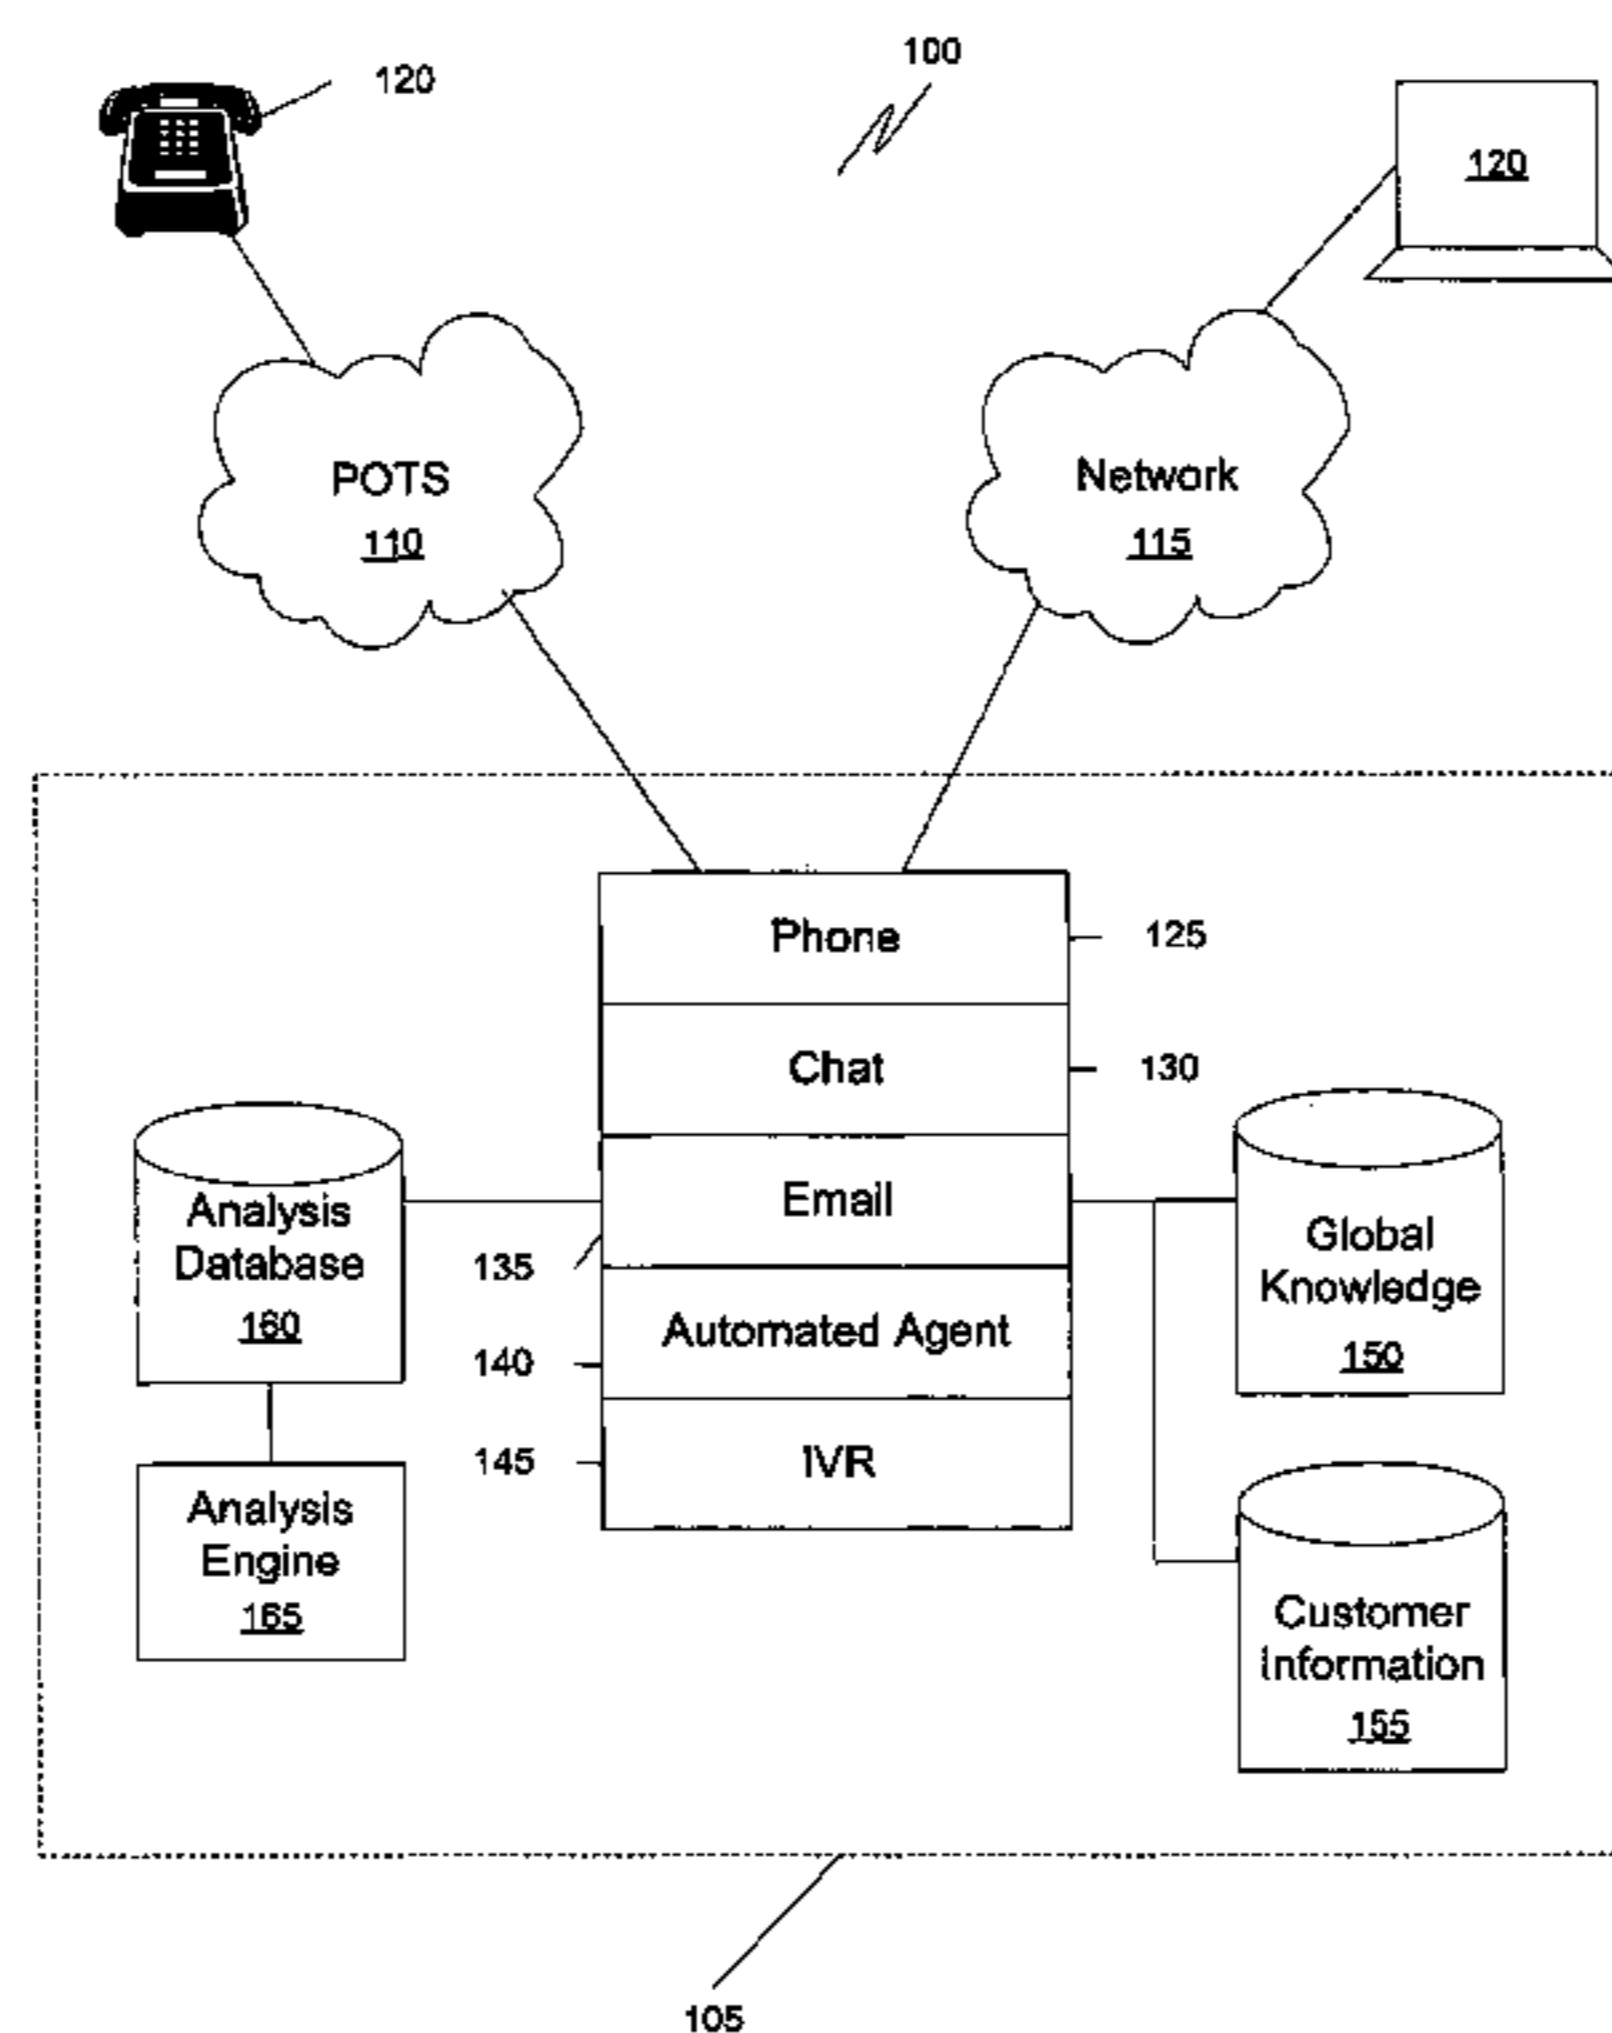 100
120
120
POTS
110
Network
115
Phone
125
Chat
130
Email
135
Automated Agent
140
IVR
145
Analysis
Database
160
Analysis
Engine
165
Global
Knowledge
150
Customer
Information
155
105